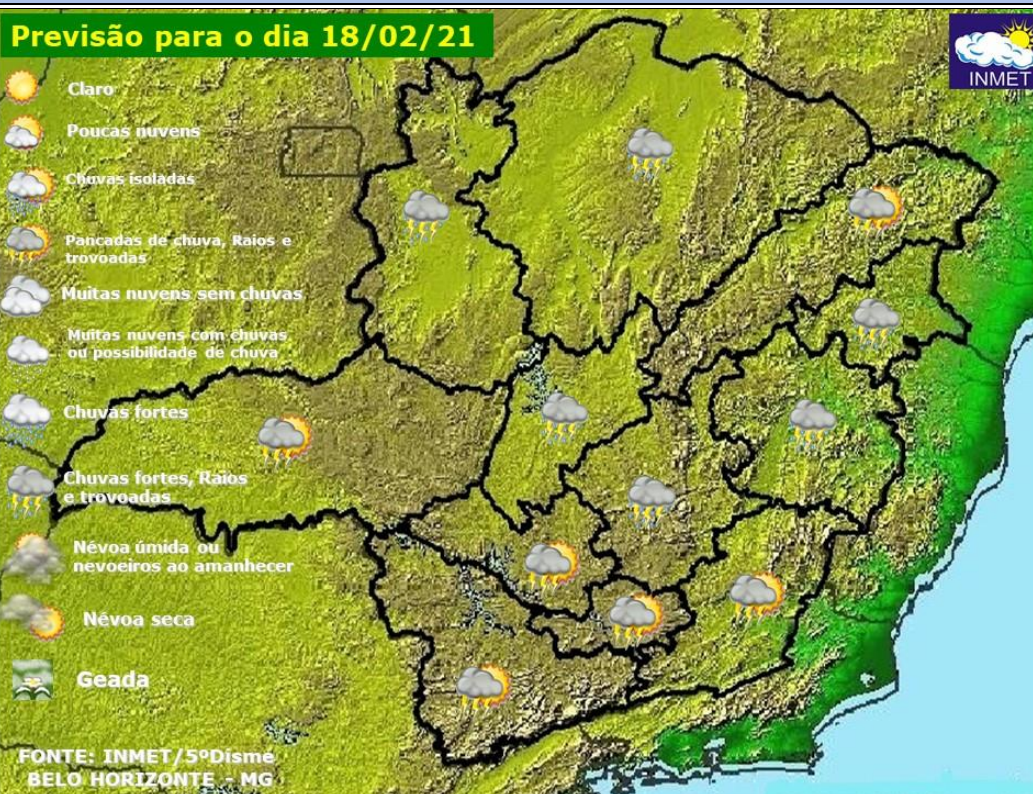 Previsão para o dia 18/02/21
INMET
Claro
Poucas nuvens
Chuvas isoladas
Pancadas de chuva, Raios e
trovoadas
Muitas nuvens sem chuvas
Muitas nuvens com chuvas
ou possibilidade de chuva
Chuvas fortes
Chuvas fortes, Raios
e trovoadas
Névoa úmida ou
nevoeiros ao amanhecer
Névoa seca
Geada
FONTE: INMET/5ºDisme
BELO HORIZONTE - MG